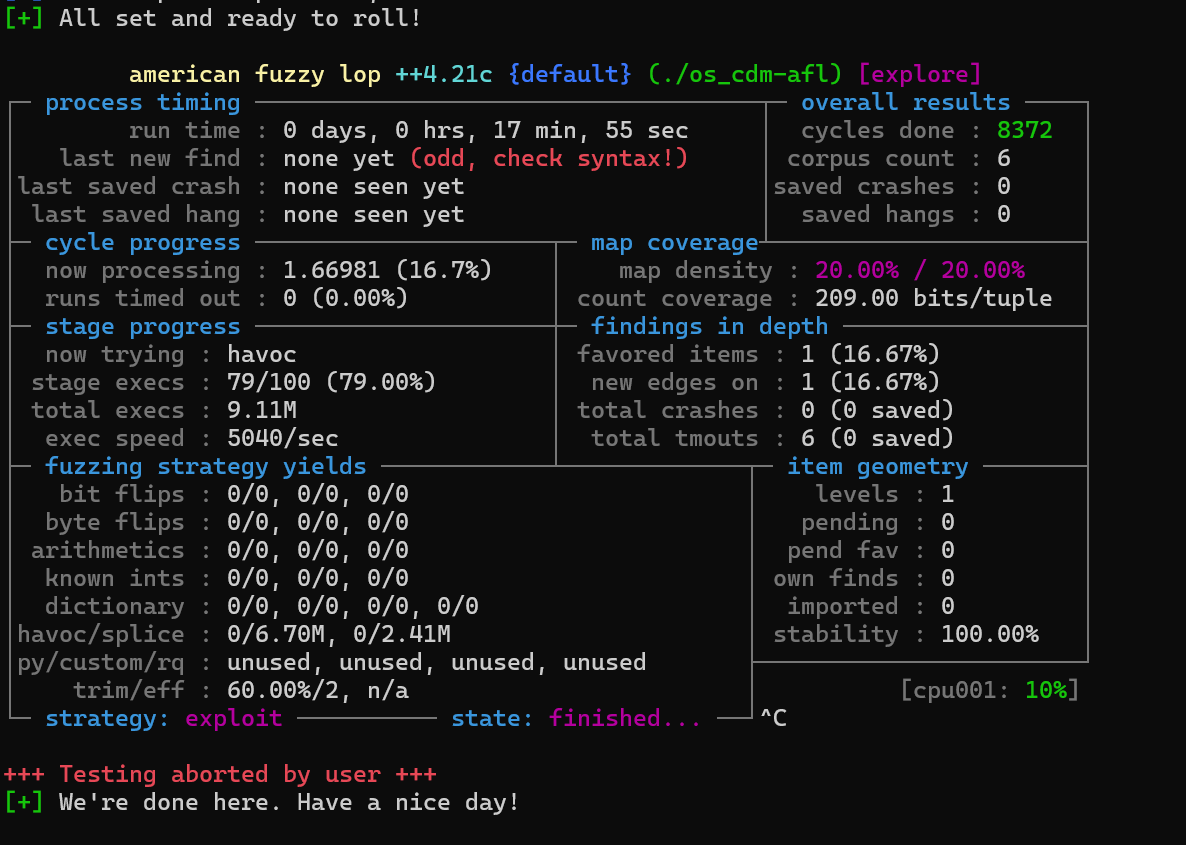 [+] All set and ready to roll!
american fuzzy lop ++4.21c {default} (./os_cdm-afl) [explore]
process timing overall results
run time : 0 days, 0 hrs, 17 min, 55 sec cycles done : 8372
last new find : none yet (odd, check syntax!) corpus count : 6
last saved crash : none seen yet saved crashes : 0
last saved hang : none seen yet saved hangs : 0
cycle progress map coverage
now processing : 1.66981 (16.7%) map density : 20.00% / 20.00%
runs timed out : 0 (0.00%) count coverage : 209.00 bits/tuple
stage progress findings in depth
now trying : havoc favored items : 1 (16.67%)
stage execs : 79/100 (79.00%) new edges on : 1 (16.67%)
total execs : 9.11M total crashes : 0 (0 saved)
exec speed : 5040/sec total tmouts : 6 (0 saved)
fuzzing strategy yields item geometry
bit flips : 0/0, 0/0, 0/0 levels : 1
byte flips : 0/0, 0/0, 0/0 pending : 0
arithmetics : 0/0, 0/0, 0/0 pend fav : 0
known ints : 0/0, 0/0, 0/0 own finds : 0
dictionary : 0/0, 0/0, 0/0, 0/0 imported : 0
havoc/splice : 0/6.70M, 0/2.41M stability : 100.00%
py/custom/rq : unused, unused, unused, unused
trim/eff : 60.00%/2, n/a [cpu001: 10%]
strategy: exploit state: finished... ^C
+++ Testing aborted by user +++
[+] We're done here. Have a nice day!